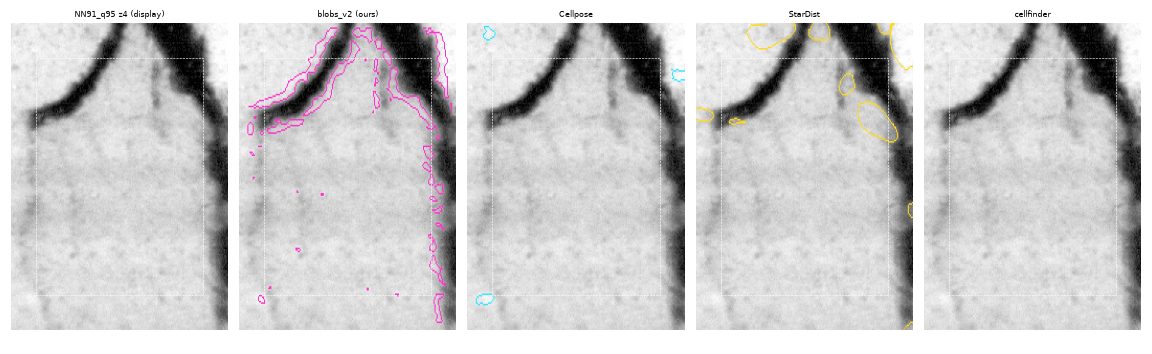 NN91_q95 z4 (display)
blobs_v2 (ours)
Cellpose
StarDist
cellfinder